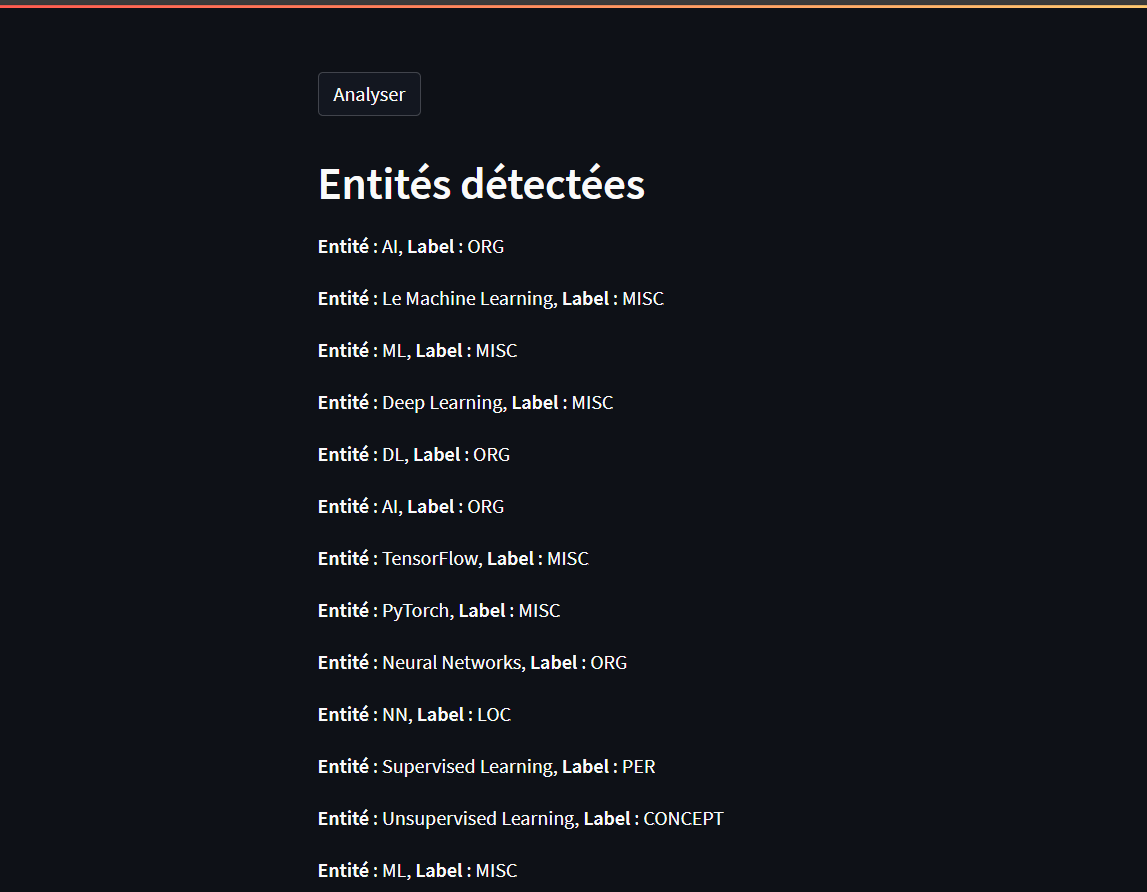 Analyser
Entités détectées
Entité : AI, Label : ORG
Entité : Le Machine Learning, Label : MISC
Entité : ML, Label : MISC
Entité : Deep Learning, Label : MISC
Entité : DL, Label : ORG
Entité : AI, Label : ORG
Entité : TensorFlow, Label : MISC
Entité : PyTorch, Label : MISC
Entité : Neural Networks, Label : ORG
Entité : NN, Label : LOC
Entité : Supervised Learning, Label : PER
Entité : Unsupervised Learning, Label : CONCEPT
Entité : ML, Label : MISC